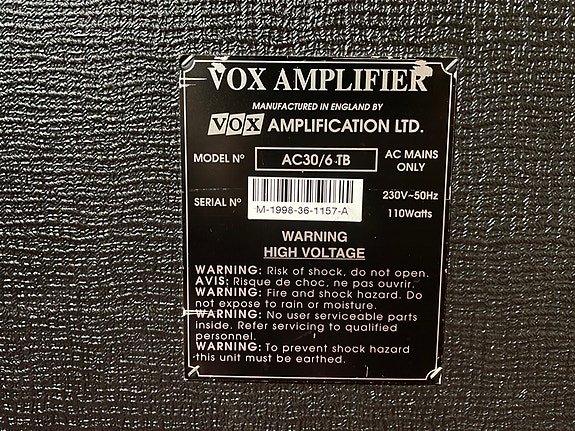 VOX AMPLIFIER
MANUFACTURED IN ENGLAND BY
VOX AMPLIFICATION LTD.
MODEL Nº AC30/6 TB AC MAINS ONLY
SERIAL Nº M-1998-36-1157-A 230V~50Hz 110Watts
WARNING
HIGH VOLTAGE
WARNING: Risk of shock, do not open.
AVIS: Risque de choc, ne pas ouvrir.
WARNING: Fire and shock hazard. Do
not expose to rain or moisture.
WARNING: No user serviceable parts
inside. Refer servicing to qualified
personnel.
WARNING: To prevent shock hazard
this unit must be earthed.